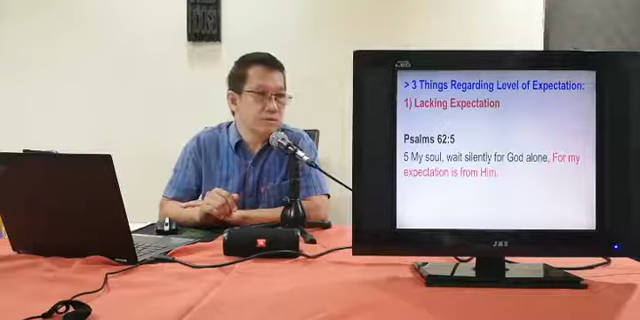 > 3 Things Regarding Level of Expectation:
1) Lacking Expectation
Psalms 62:5
5 My soul, wait silently for God alone, For my
expectation is from Him.